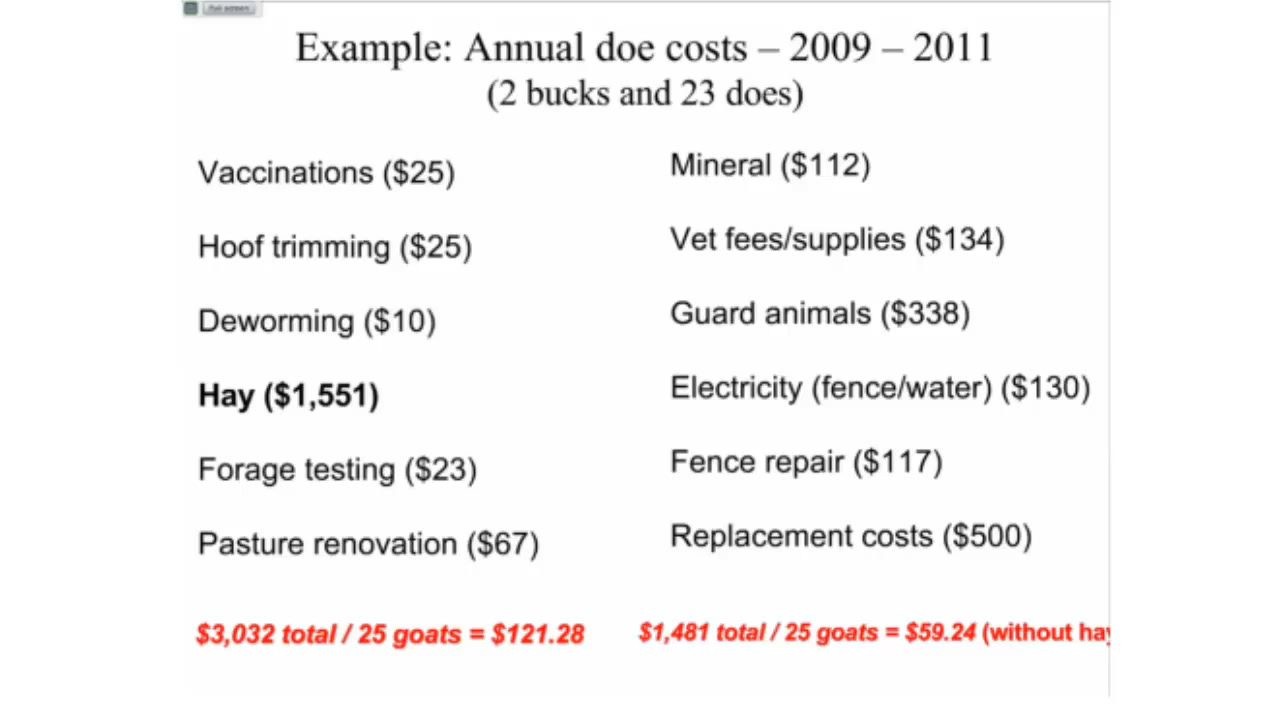 Full screen
Example: Annual doe costs – 2009 – 2011
(2 bucks and 23 does)
Vaccinations ($25)
Hoof trimming ($25)
Deworming ($10)
Hay ($1,551)
Forage testing ($23)
Pasture renovation ($67)
Mineral ($112)
Vet fees/supplies ($134)
Guard animals ($338)
Electricity (fence/water) ($130)
Fence repair ($117)
Replacement costs ($500)
$3,032 total / 25 goats = $121.28
$1,481 total / 25 goats = $59.24 (without hay